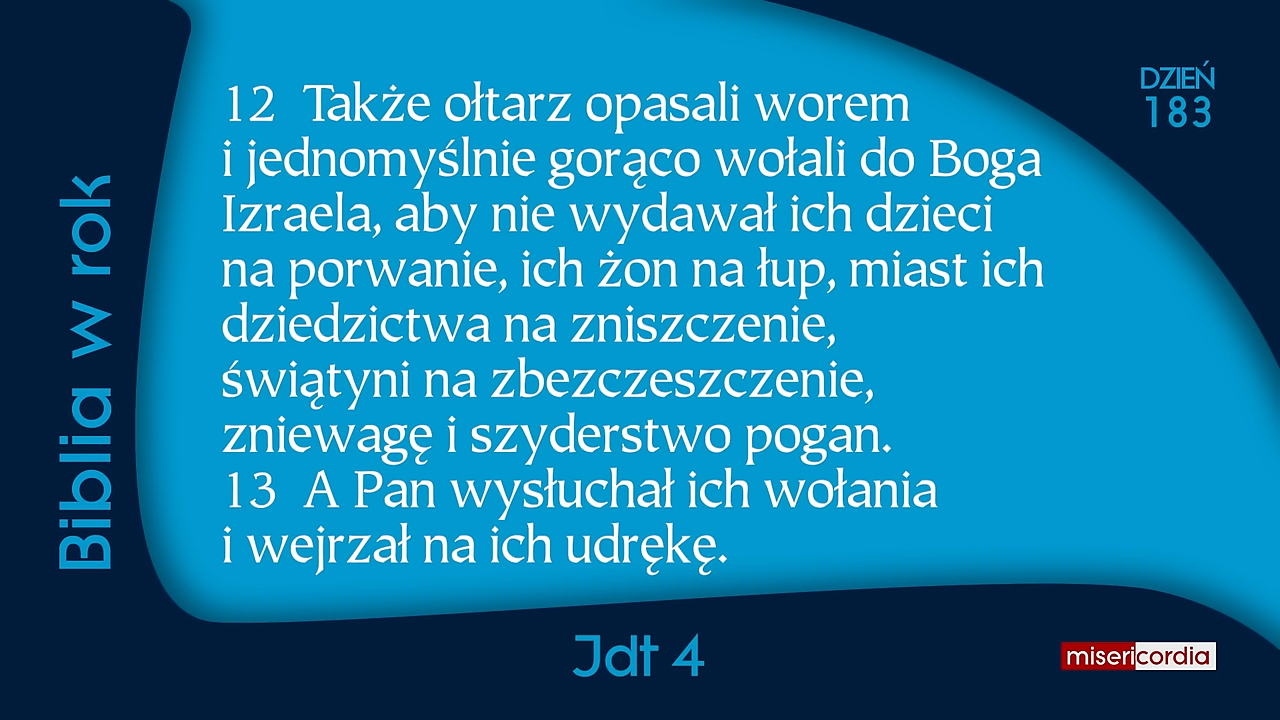 DZIEŃ
183
12 Także ołtarz opasali worem
i jednomyślnie gorąco wołali do Boga
Izraela, aby nie wydawał ich dzieci
na porwanie, ich żon na łup, miast ich
dziedzictwa na zniszczenie,
świątyni na zbezczeszczenie,
zniewagę i szyderstwo pogan.
13 A Pan wysłuchał ich wołania
i wejrzał na ich udrękę.
Biblia w rok
Jdt 4
misericordia